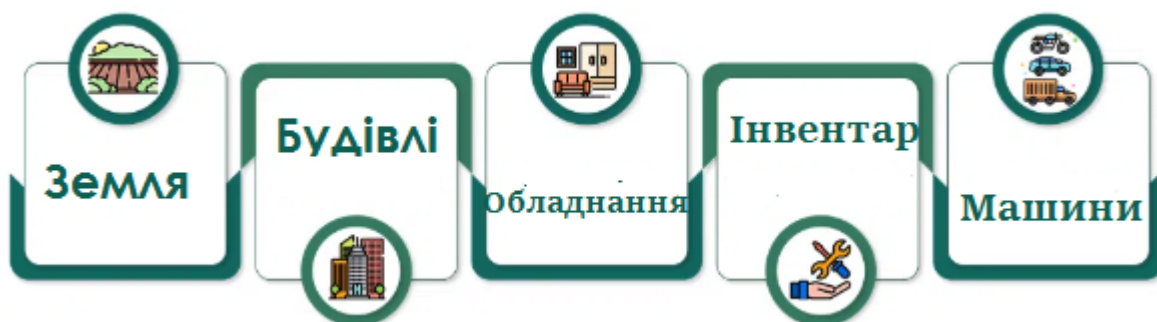 Земля
Будівлі
Обладнання
Інвентар
Машини